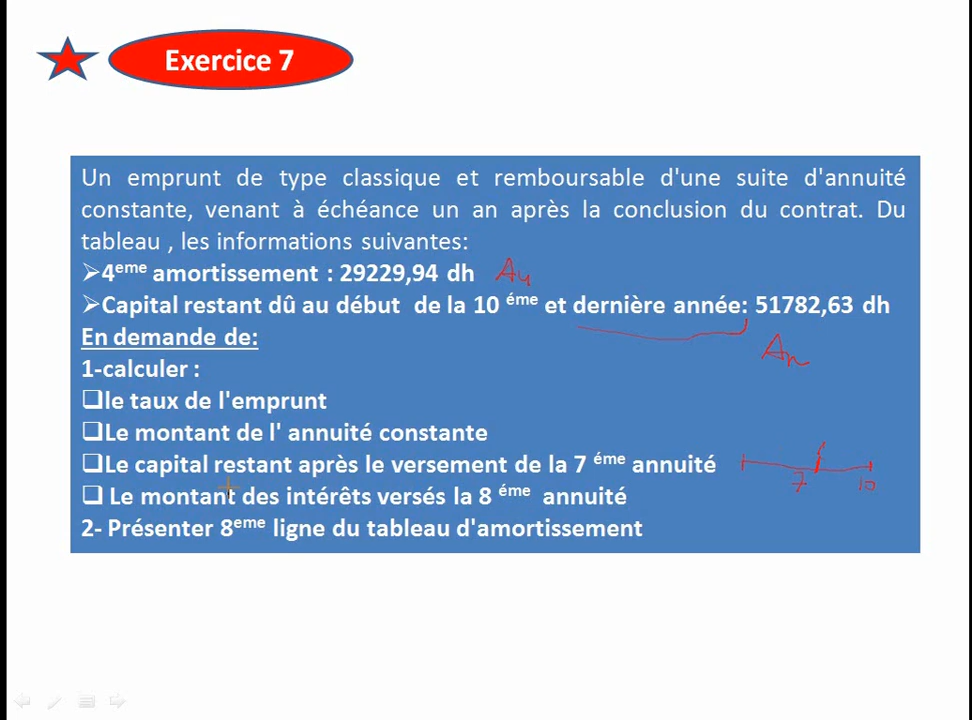 Exercice 7
Un emprunt de type classique et remboursable d'une suite d'annuité
constante, venant à échéance un an après la conclusion du contrat. Du
tableau , les informations suivantes:
➢4eme amortissement : 29229,94 dh A4
➢Capital restant dû au début de la 10 éme et dernière année: 51782,63 dh
An
En demande de:
1-calculer :
❑le taux de l'emprunt
❑Le montant de l' annuité constante
❑Le capital restant après le versement de la 7 éme annuité
7 10
❑ Le montant des intérêts versés la 8 éme annuité
2- Présenter 8eme ligne du tableau d'amortissement